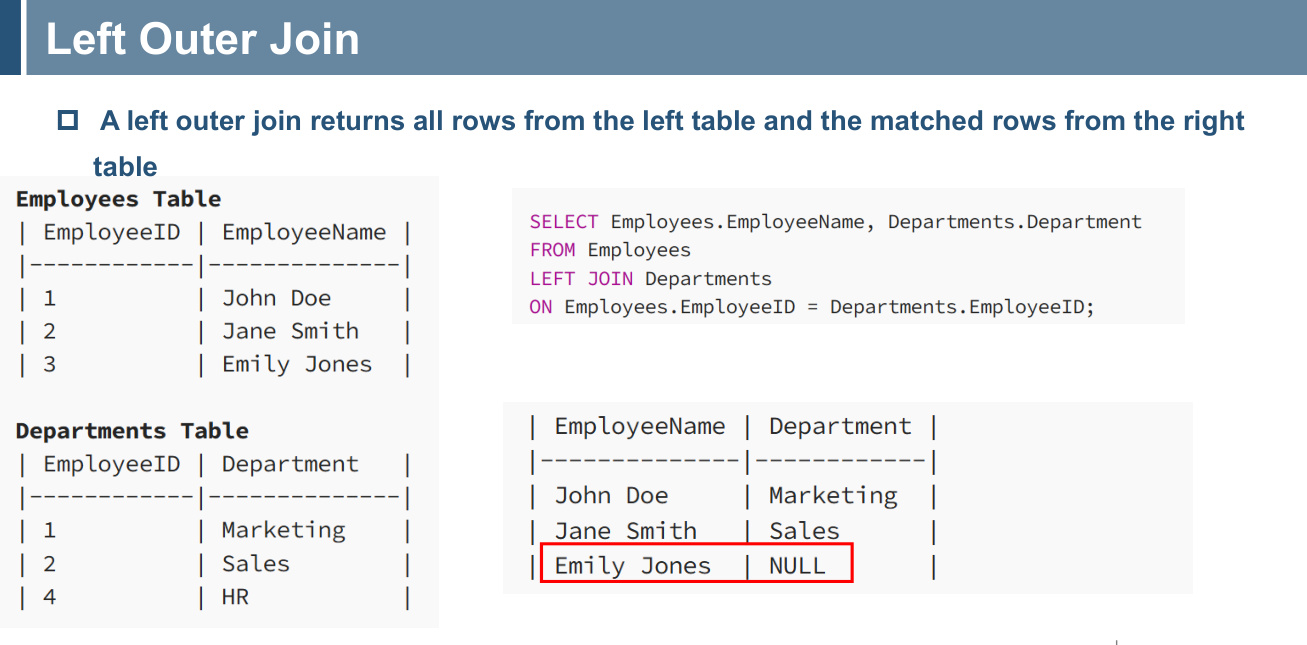 Left Outer Join
A left outer join returns all rows from the left table and the matched rows from the right
table
Employees Table
| EmployeeID | EmployeeName |
|------------|--------------|
| 1 | John Doe |
| 2 | Jane Smith |
| 3 | Emily Jones |
Departments Table
| EmployeeID | Department |
|------------|--------------|
| 1 | Marketing |
| 2 | Sales |
| 4 | HR |
SELECT Employees.EmployeeName, Departments.Department
FROM Employees
LEFT JOIN Departments
ON Employees.EmployeeID = Departments.EmployeeID;
| EmployeeName | Department |
|--------------|------------|
| John Doe | Marketing |
| Jane Smith | Sales |
| Emily Jones | NULL |